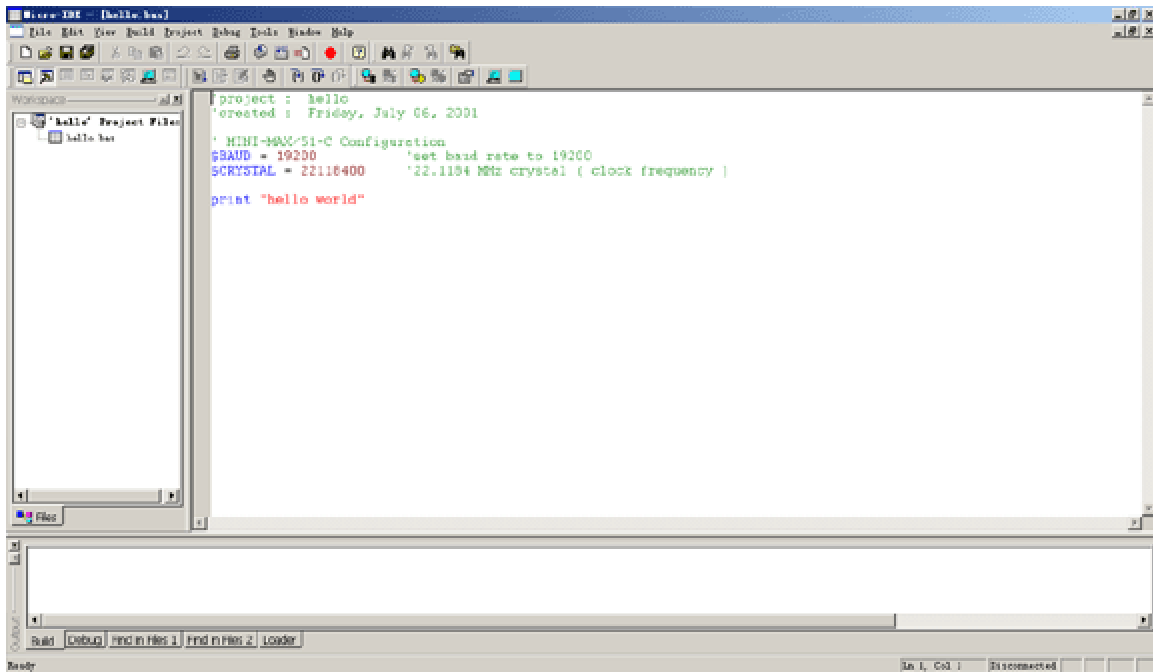 Micro-IDE - [hello.bas]
File Edit View Build Project Debug Tools Window Help
Workspace
'hello' Project Files
hello.bas
'project : hello
'created : Friday, July 06, 2001
' MINI-MAX/51-C Configuration
$BAUD = 19200 'set baud rate to 19200
$CRYSTAL = 22118400 '22.1184 MHz crystal ( clock frequency )
print "hello world"
Files
Output
Build Debug Find in Files 1 Find in Files 2 Loader
Ready Ln 1, Col 1 Disconnected